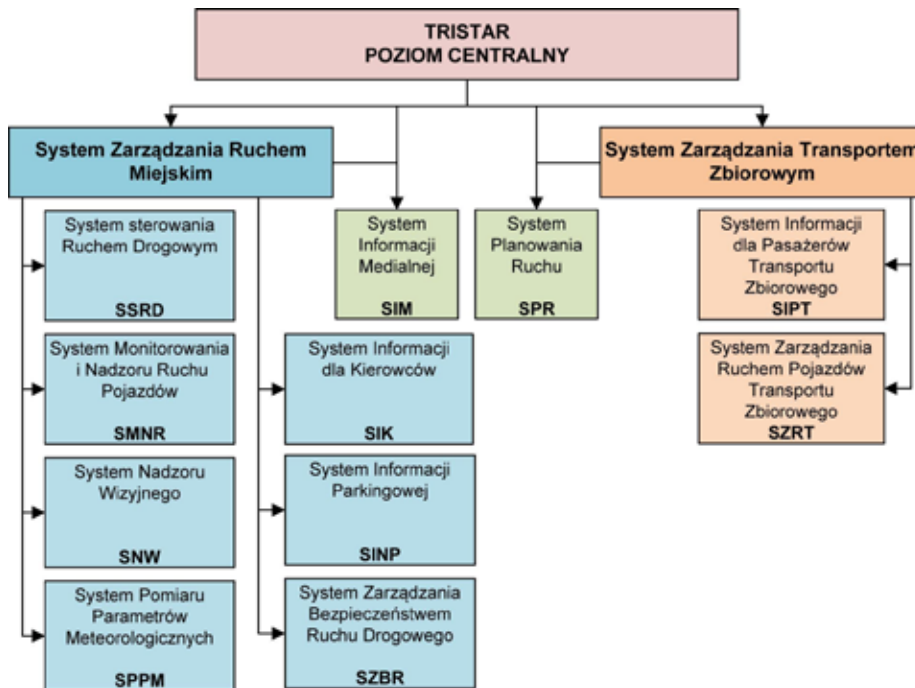 TRISTAR
POZIOM CENTRALNY
System Zarządzania Ruchem
Miejskim
System Zarządzania Transportem
Zbiorowym
System sterowania
Ruchem Drogowym
SSRD
System
Informacji
Medialnej
SIM
System
Planowania
Ruchu
SPR
System Informacji
dla Pasażerów
Transportu
Zbiorowego
SIPT
System Monitorowania
i Nadzoru Ruchu
Pojazdów
SMNR
System Informacji
dla Kierowców
SIK
System Zarządzania
Ruchem Pojazdów
Transportu
Zbiorowego
SZRT
System Nadzoru
Wizyjnego
SNW
System Informacji
Parkingowej
SINP
System Pomiaru
Parametrów
Meteorologicznych
SPPM
System Zarządzania
Bezpieczeństwem
Ruchu Drogowego
SZBR